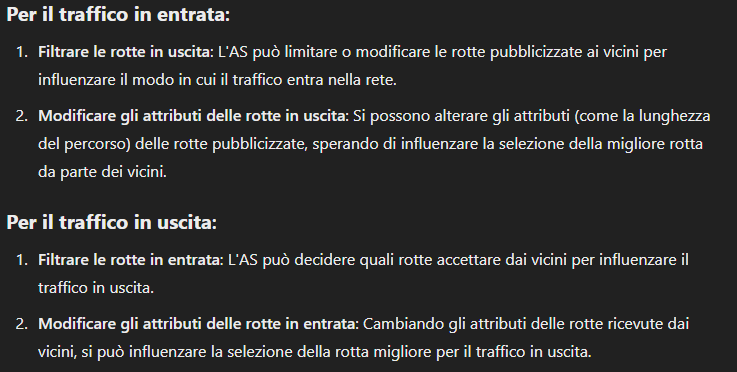 Per il traffico in entrata:
1. Filtrare le rotte in uscita: L'AS può limitare o modificare le rotte pubblicizzate ai vicini per
influenzare il modo in cui il traffico entra nella rete.
2. Modificare gli attributi delle rotte in uscita: Si possono alterare gli attributi (come la lunghezza
del percorso) delle rotte pubblicizzate, sperando di influenzare la selezione della migliore rotta
da parte dei vicini.
Per il traffico in uscita:
1. Filtrare le rotte in entrata: L'AS può decidere quali rotte accettare dai vicini per influenzare il
traffico in uscita.
2. Modificare gli attributi delle rotte in entrata: Cambiando gli attributi delle rotte ricevute dai
vicini, si può influenzare la selezione della rotta migliore per il traffico in uscita.